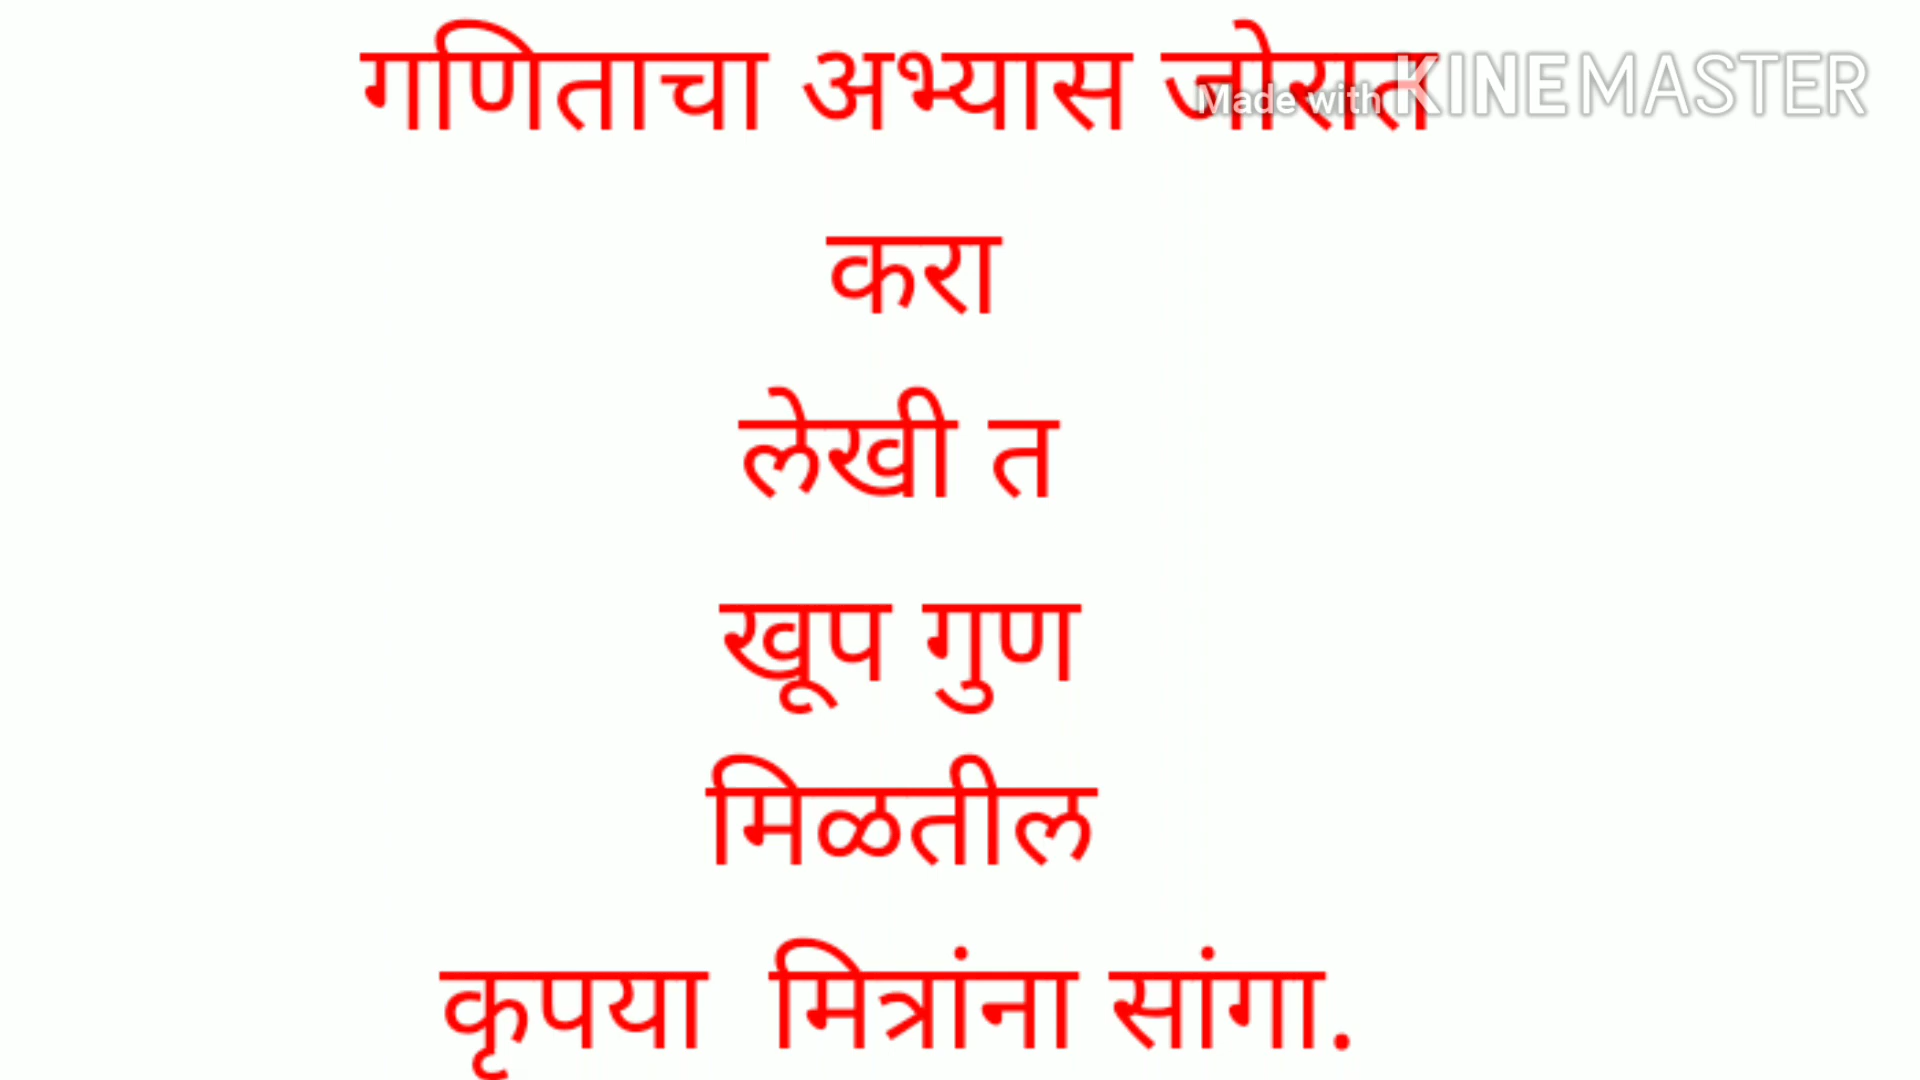 गणिताचा अभ्यास जोरात
Made with KINEMASTER
करा
लेखी त
खूप गुण
मिळतील
कृपया मित्रांना सांगा.